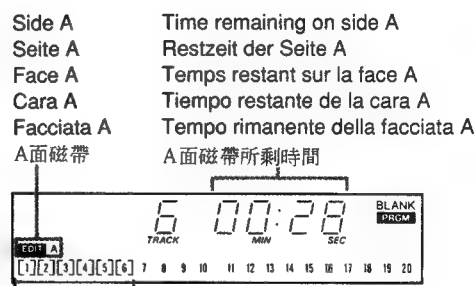 Side A Time remaining on side A
Seite A Restzeit der Seite A
Face A Temps restant sur la face A
Cara A Tiempo restante de la cara A
Facciata A Tempo rimanente della facciata A
A面磁帶 A面磁帶所剩時間
6 00:28 BLANK
PRGM
TRACK MIN SEC
EDIT A
[1][2][3][4][5][6] 7 8 9 10 11 12 13 14 15 16 17 18 19 20